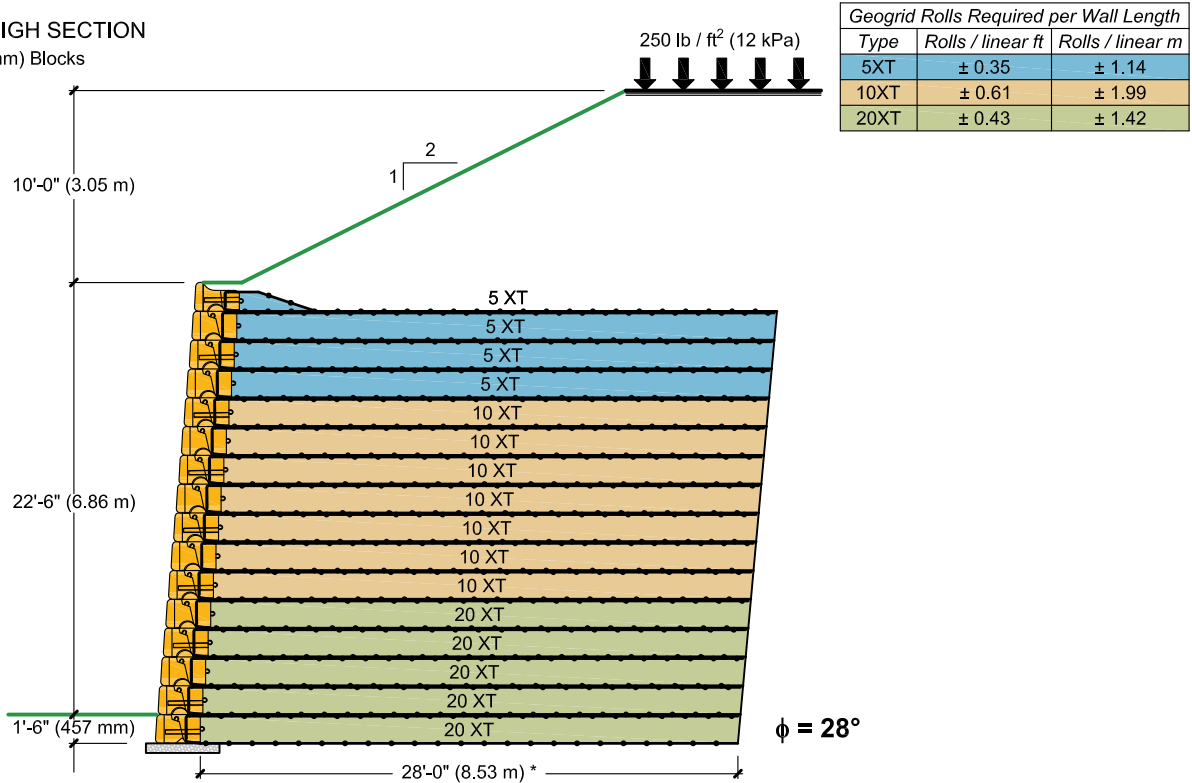 IGH SECTION
m) Blocks
250 lb / ft² (12 kPa)
Geogrid Rolls Required per Wall Length
Type Rolls / linear ft Rolls / linear m
5XT ± 0.35 ± 1.14
10XT ± 0.61 ± 1.99
20XT ± 0.43 ± 1.42
2
1
10'-0" (3.05 m)
5 XT
5 XT
5 XT
5 XT
10 XT
10 XT
10 XT
10 XT
10 XT
10 XT
10 XT
22'-6" (6.86 m)
20 XT
20 XT
20 XT
20 XT
20 XT
1'-6" (457 mm)
ϕ = 28°
28'-0" (8.53 m) *